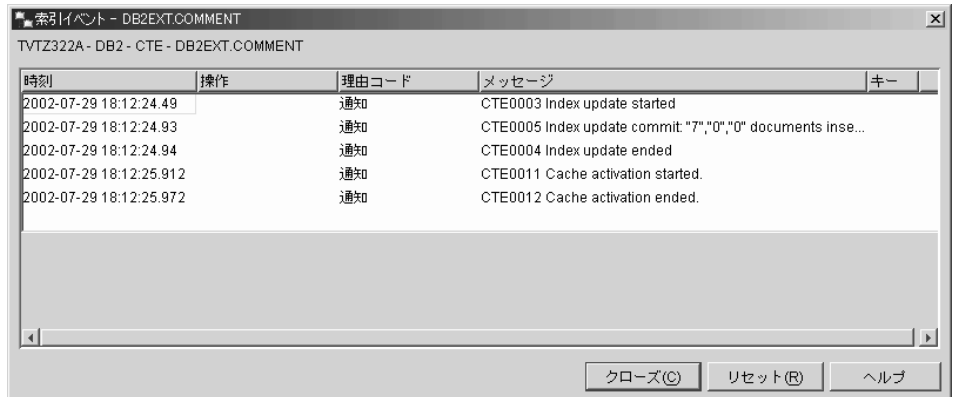 索引イベント - DB2EXT.COMMENT
TVTZ322A - DB2 - CTE - DB2EXT.COMMENT
時刻 操作 理由コード メッセージ キー
2002-07-29 18:12:24.49 通知 CTE0003 Index update started
2002-07-29 18:12:24.93 通知 CTE0005 Index update commit: "7","0","0" documents inse...
2002-07-29 18:12:24.94 通知 CTE0004 Index update ended
2002-07-29 18:12:25.912 通知 CTE0011 Cache activation started.
2002-07-29 18:12:25.972 通知 CTE0012 Cache activation ended.
クローズ(C) リセット(R) ヘルプ